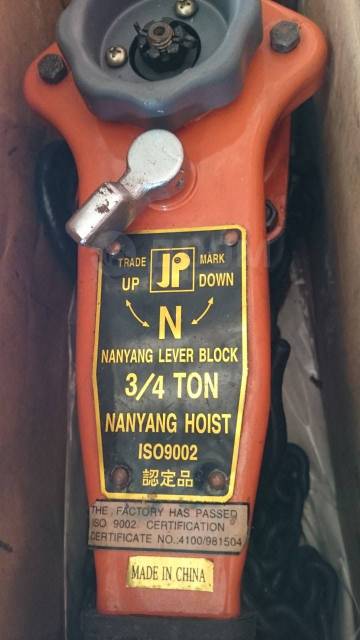 TRADE JP MARK
UP DOWN
N
NANYANG LEVER BLOCK
3/4 TON
NANYANG HOIST
ISO9002
認定品
THE, FACTORY HAS PASSED
ISO 9002 CERTIFICATION
CERTIFICATE NO.:4100/981504
MADE IN CHINA